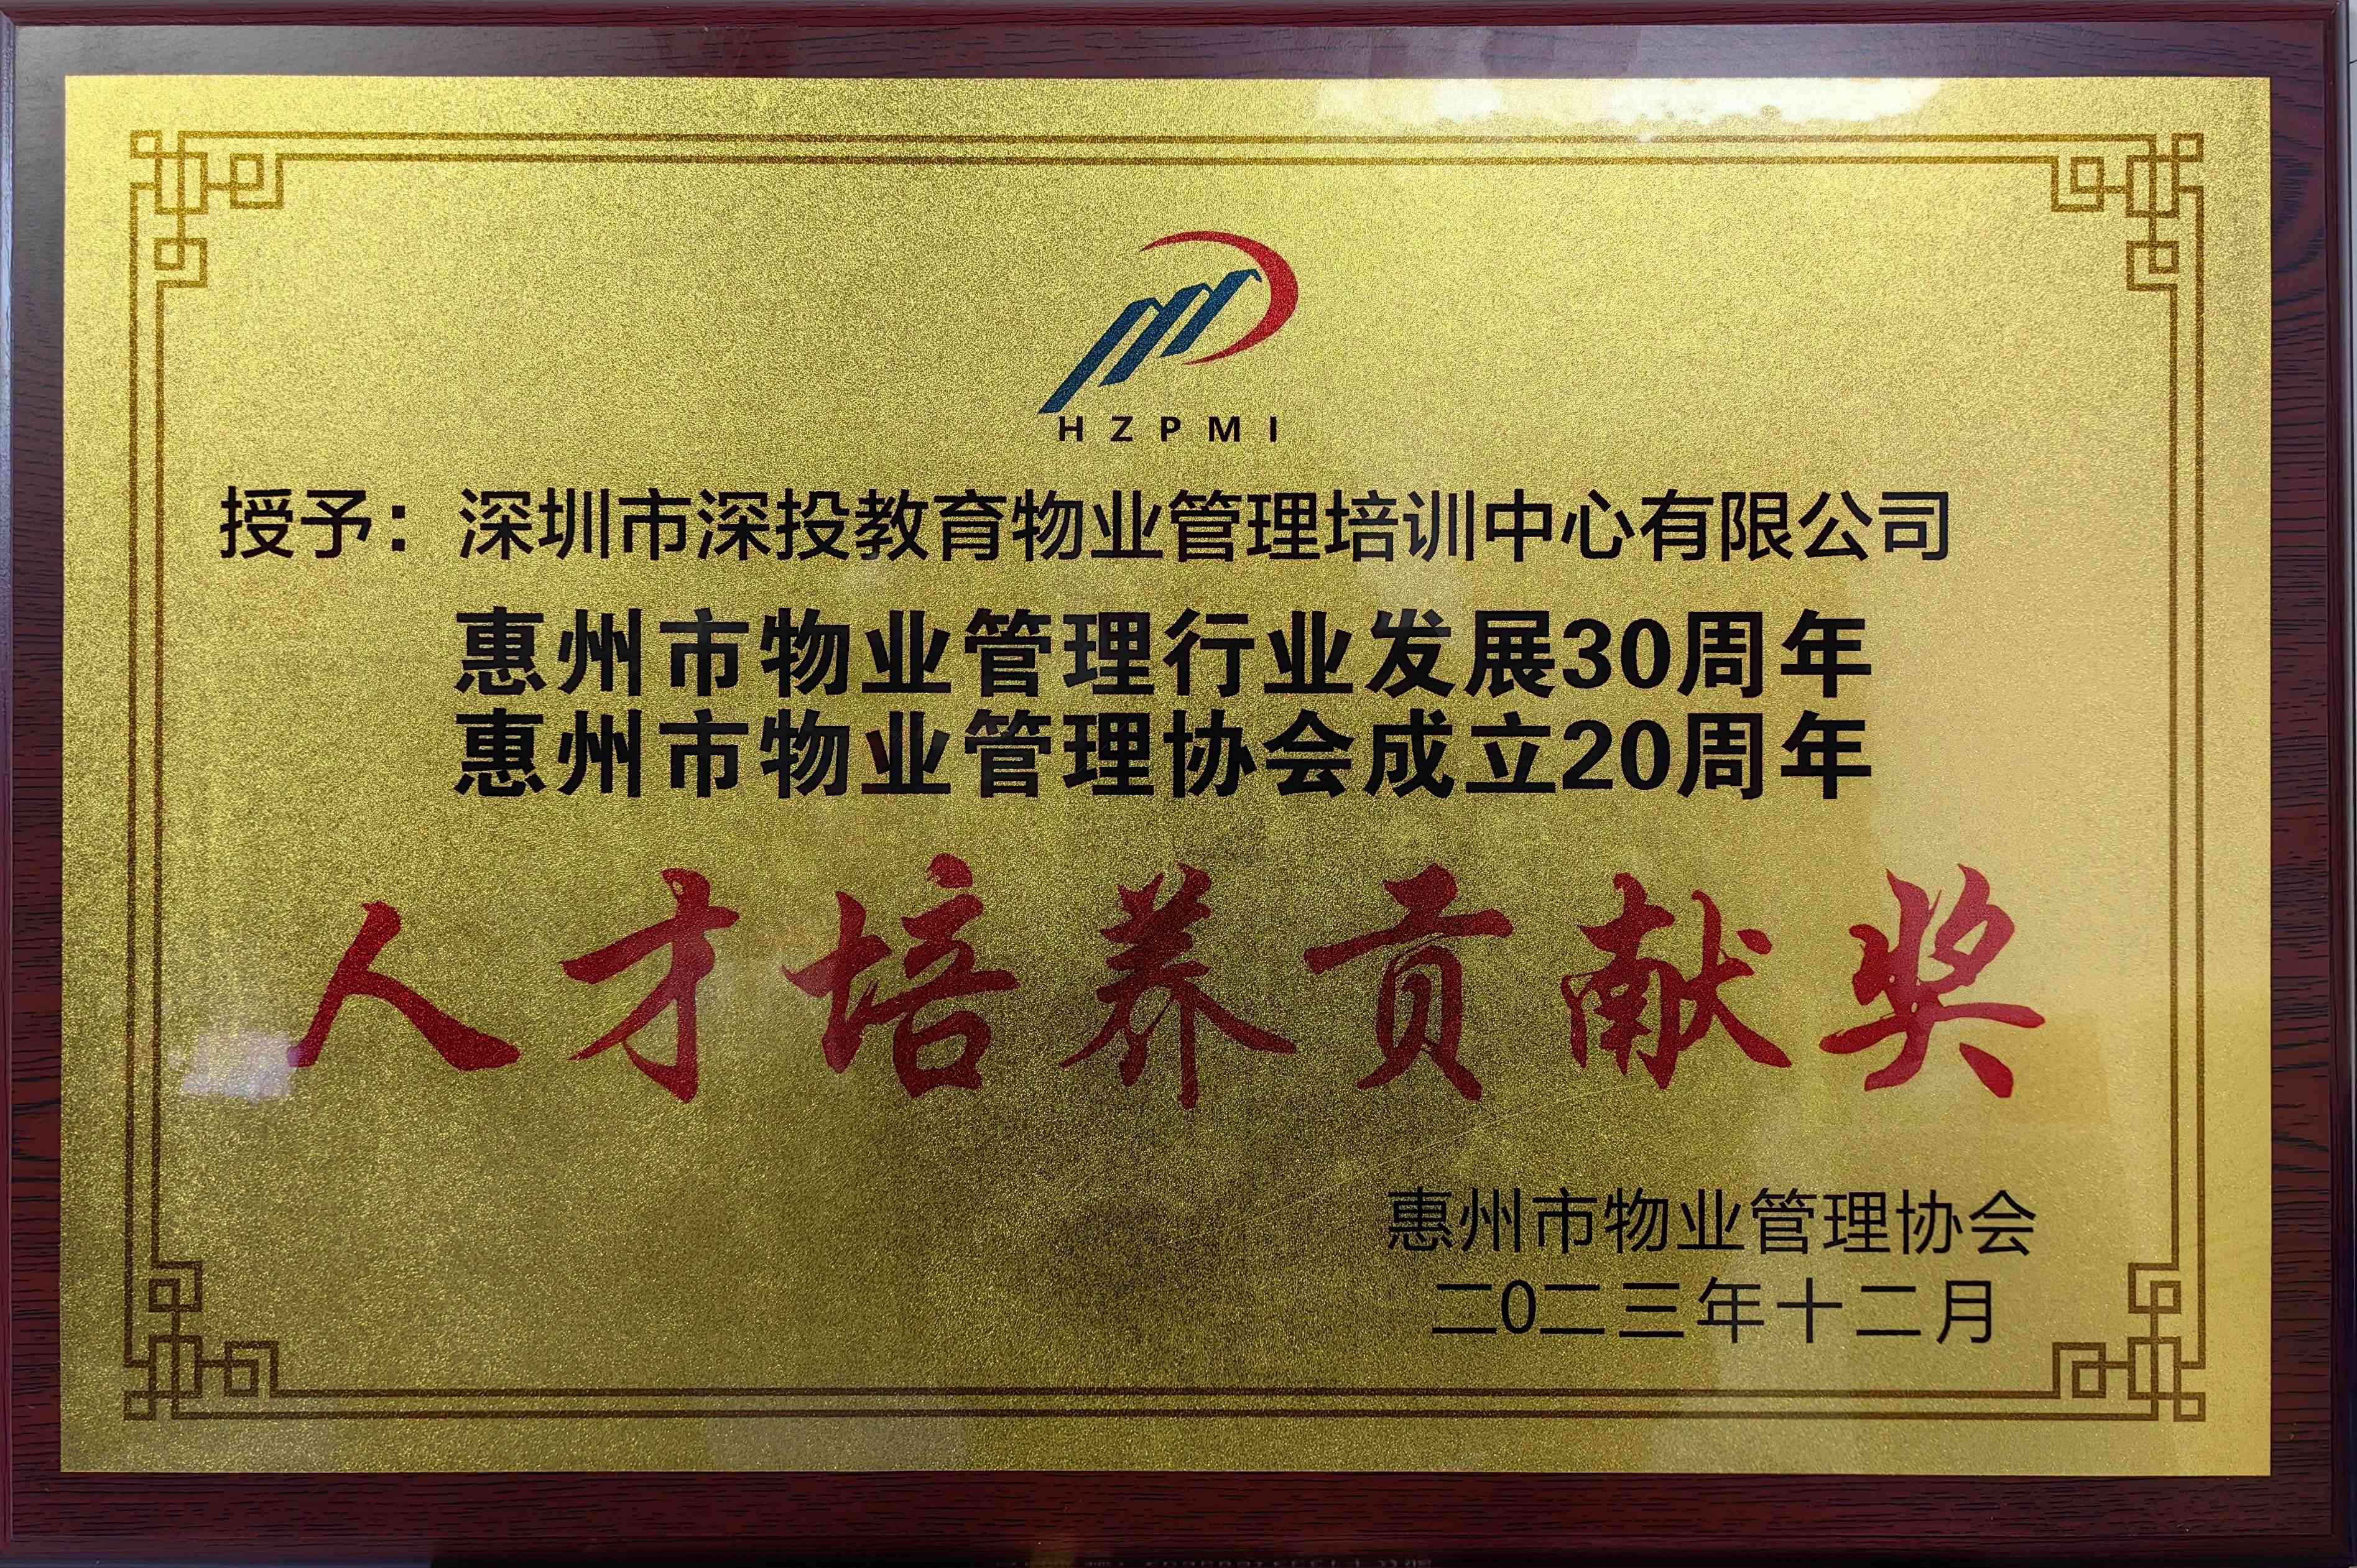 HZPMI
授予：深圳市深投教育物业管理培训中心有限公司
惠州市物业管理行业发展30周年
惠州市物业管理协会成立20周年
人才培养贡献奖
惠州市物业管理协会
二0二三年十二月